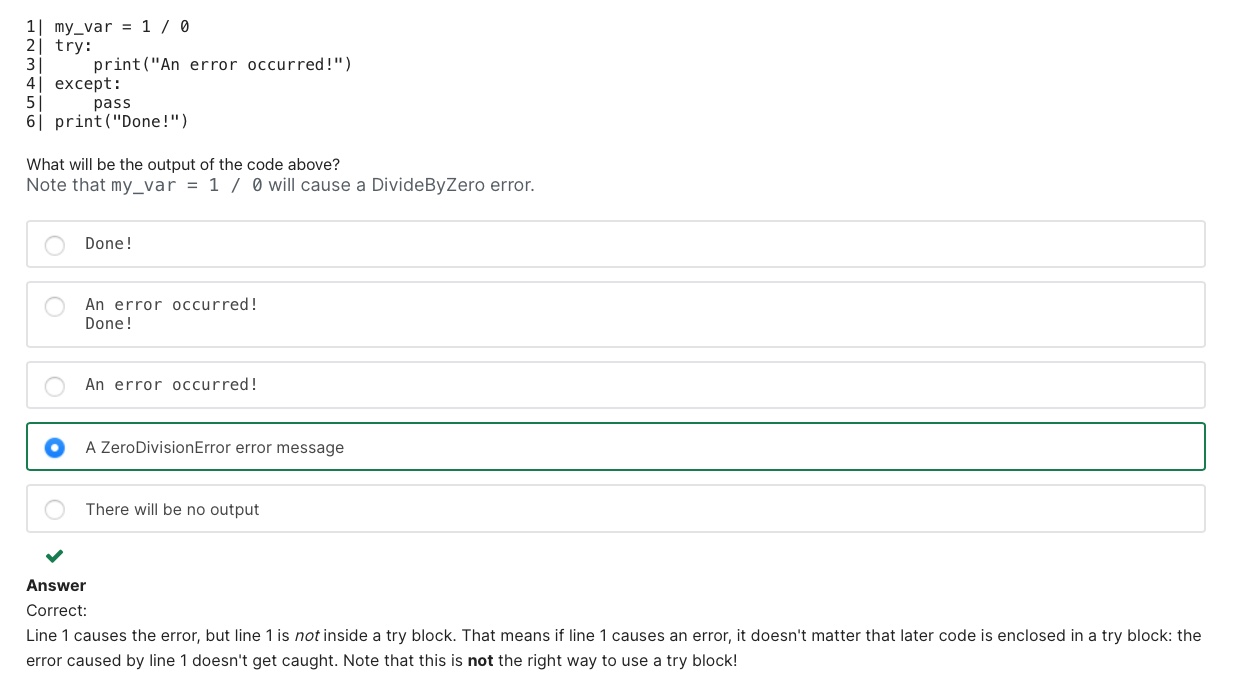 1| my_var = 1 / 0
2| try:
3|     print("An error occurred!")
4| except:
5|     pass
6| print("Done!")
What will be the output of the code above?
Note that my_var = 1 / 0 will cause a DivideByZero error.
Done!
An error occurred!
Done!
An error occurred!
A ZeroDivisionError error message
There will be no output
Answer
Correct:
Line 1 causes the error, but line 1 is not inside a try block. That means if line 1 causes an error, it doesn't matter that later code is enclosed in a try block: the
error caused by line 1 doesn't get caught. Note that this is not the right way to use a try block!